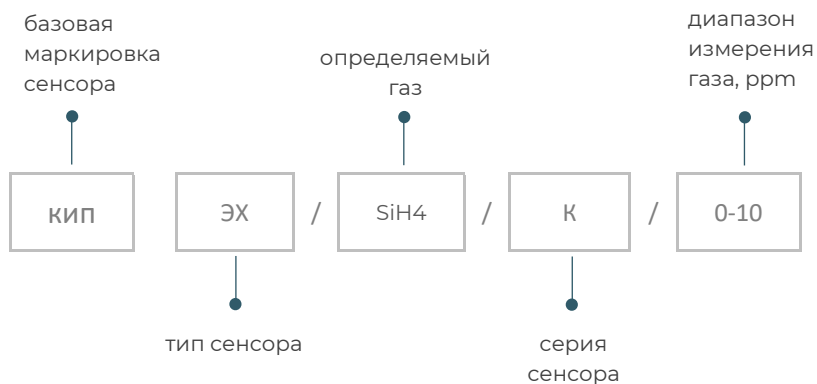 базовая
маркировка
сенсора
определяемый
газ
диапазон
измерения
газа, ppm
КИП ЭХ / SiH4 / К / 0-10
тип сенсора
серия
сенсора